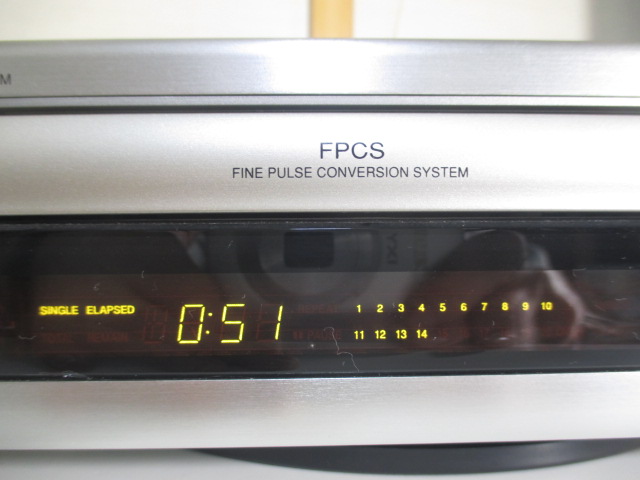 M
FPCS
FINE PULSE CONVERSION SYSTEM
SINGLE ELAPSED 0:51 1 2 3 4 5 6 7 8 9 10
11 12 13 14